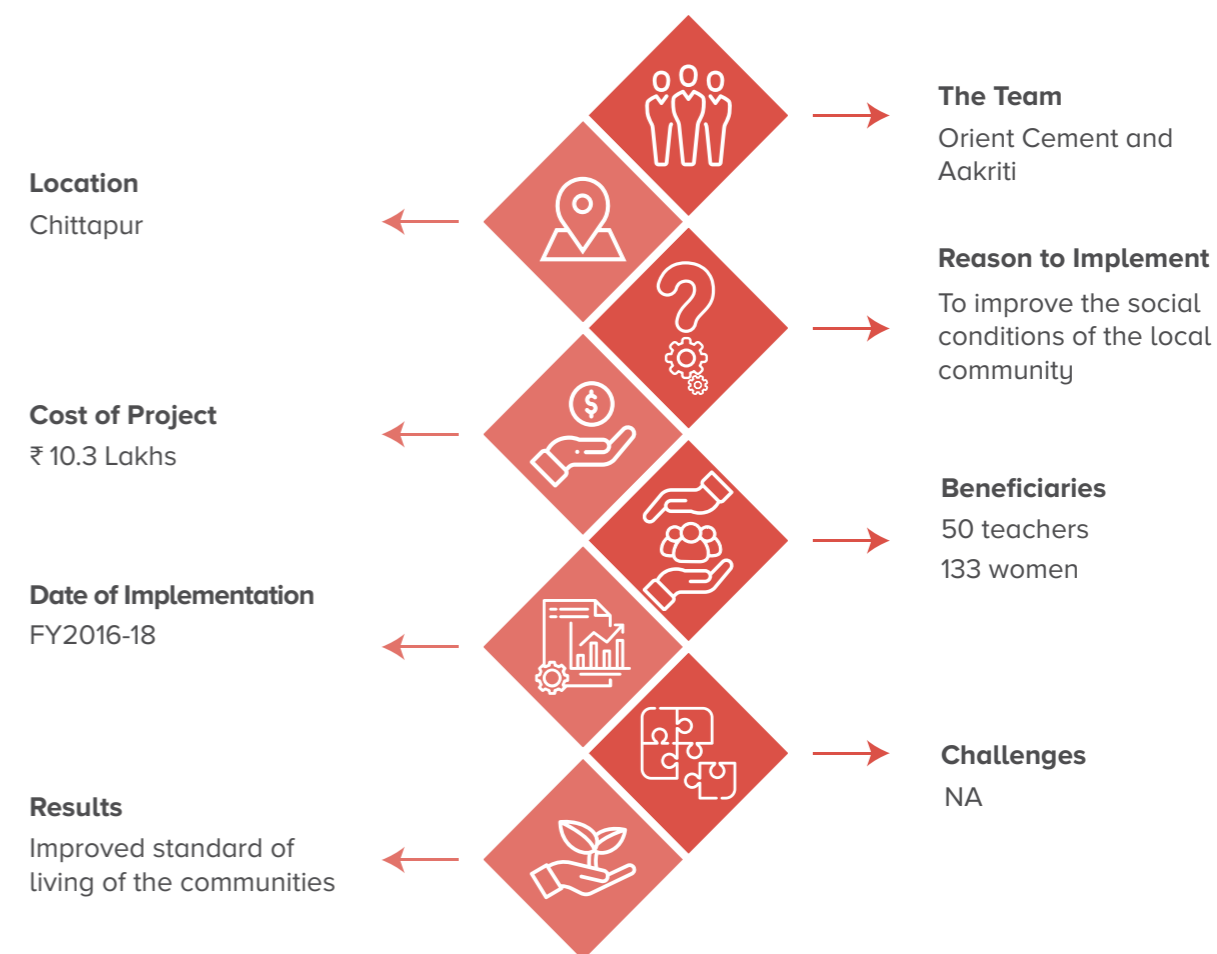 The Team
Orient Cement and
Aakriti
Location
Chittapur
Reason to Implement
To improve the social
conditions of the local
community
Cost of Project
₹ 10.3 Lakhs
$
Beneficiaries
50 teachers
133 women
Date of Implementation
FY2016-18
Challenges
NA
Results
Improved standard of
living of the communities